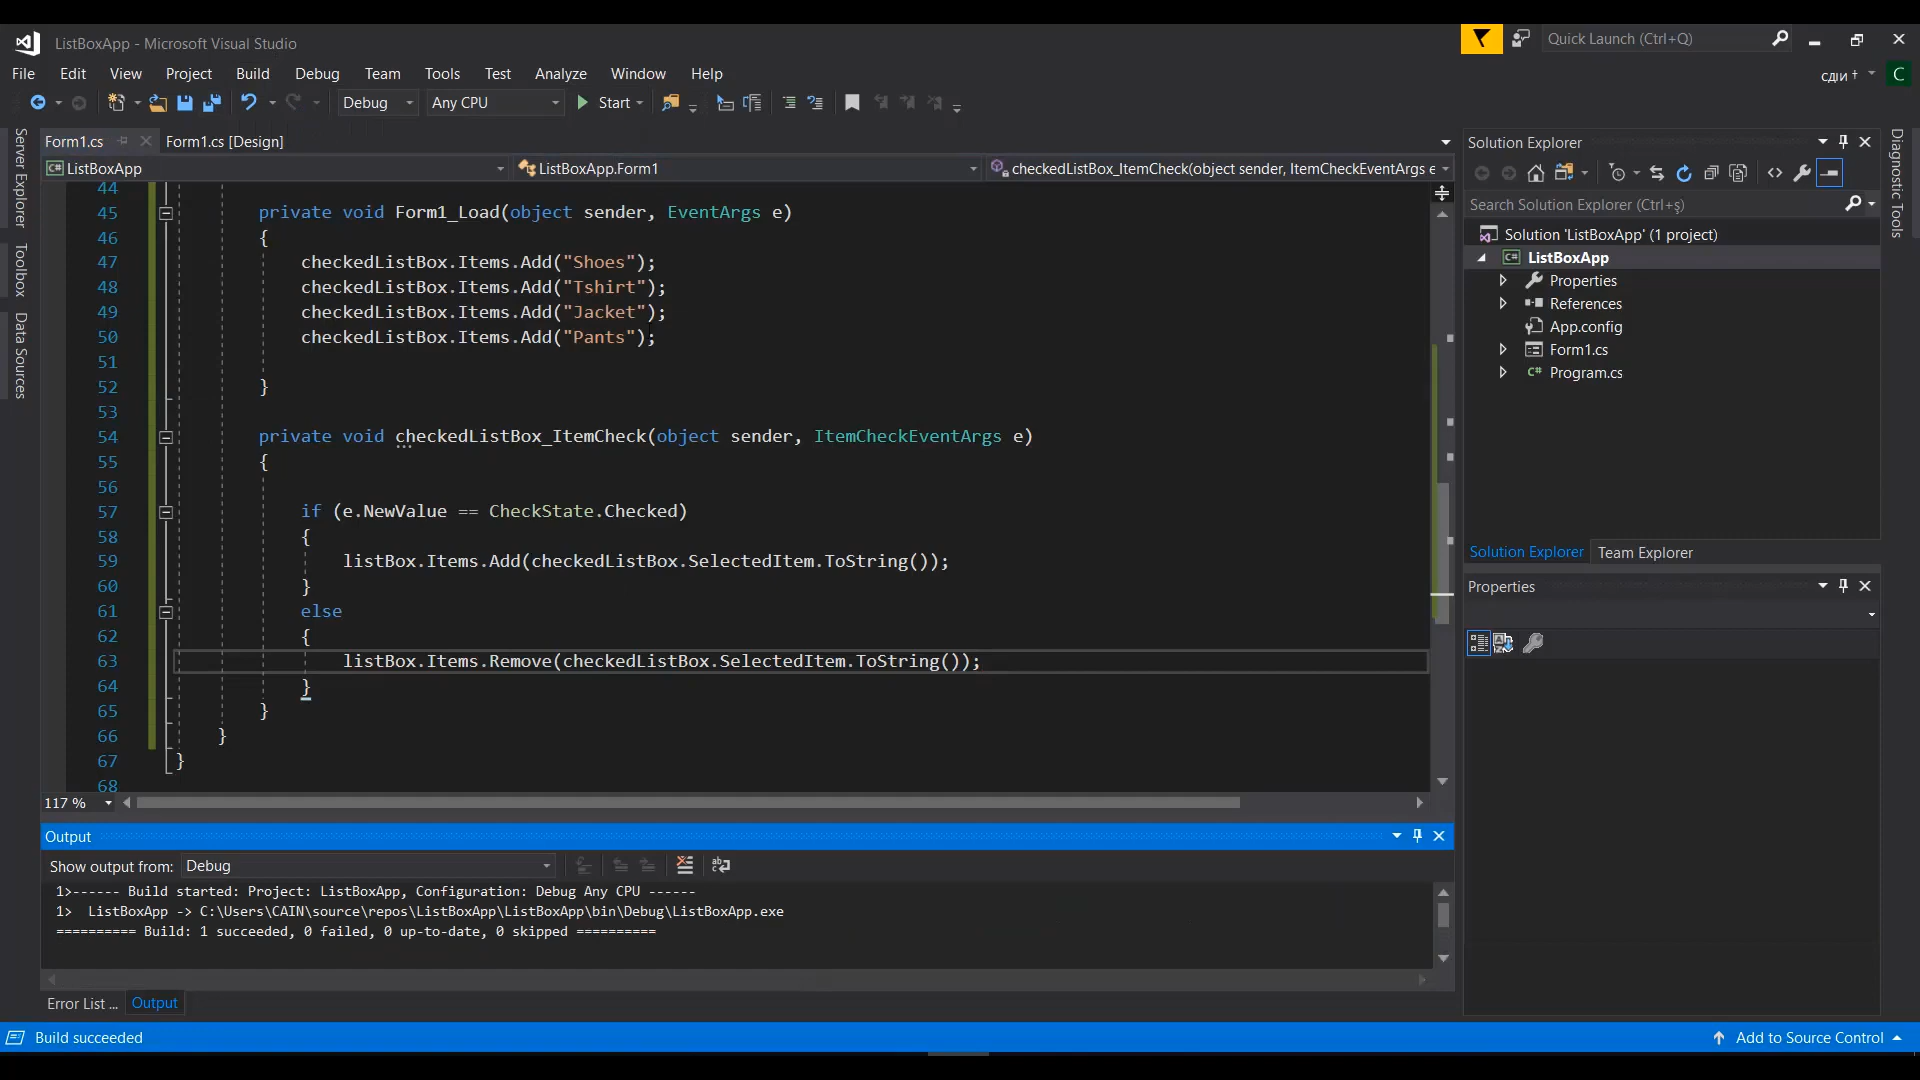 ListBoxApp - Microsoft Visual Studio
Quick Launch (Ctrl+Q)
File Edit View Project Build Debug Team Tools Test Analyze Window Help
C
Debug Any CPU Start
Form1.cs Form1.cs [Design]
ListBoxApp ListBoxApp.Form1 checkedListBox_ItemCheck(object sender, ItemCheckEventArgs e
Server Explorer
Toolbox
Data Sources
44
45 private void Form1_Load(object sender, EventArgs e)
46 {
47 checkedListBox.Items.Add("Shoes");
48 checkedListBox.Items.Add("Tshirt");
49 checkedListBox.Items.Add("Jacket");
50 checkedListBox.Items.Add("Pants");
51
52 }
53
54 private void checkedListBox_ItemCheck(object sender, ItemCheckEventArgs e)
55 {
56
57 if (e.NewValue == CheckState.Checked)
58 {
59 listBox.Items.Add(checkedListBox.SelectedItem.ToString());
60 }
61 else
62 {
63 listBox.Items.Remove(checkedListBox.SelectedItem.ToString());
64 }
65 }
66 }
67 }
68
117 %
Output
Show output from: Debug
1>------ Build started: Project: ListBoxApp, Configuration: Debug Any CPU ------
1> ListBoxApp -> C:\Users\CAIN\source\repos\ListBoxApp\ListBoxApp\bin\Debug\ListBoxApp.exe
========== Build: 1 succeeded, 0 failed, 0 up-to-date, 0 skipped ==========
Error List ... Output
Build succeeded
Solution Explorer
Search Solution Explorer (Ctrl+ş)
Solution 'ListBoxApp' (1 project)
ListBoxApp
Properties
References
App.config
Form1.cs
Program.cs
Solution Explorer Team Explorer
Properties
Diagnostic Tools
Add to Source Control